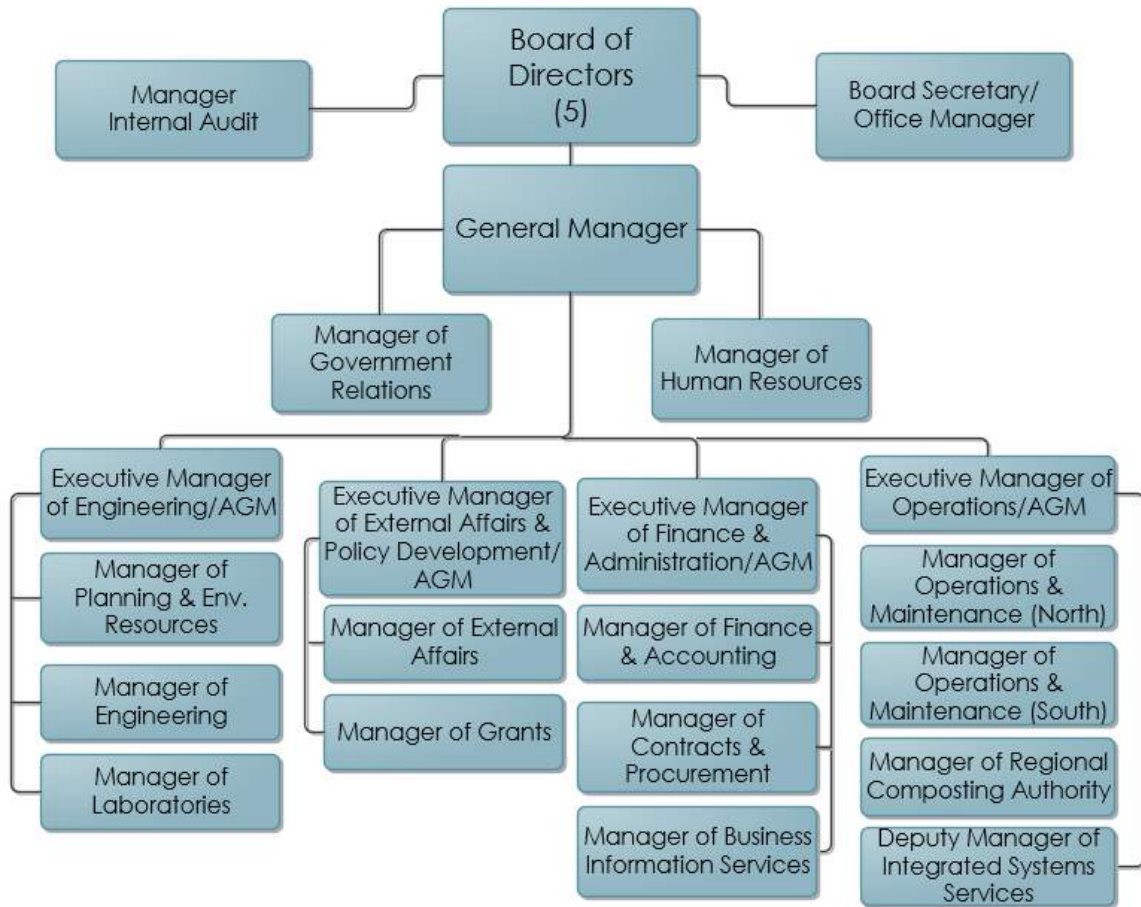 Board of
Directors
(5)
Manager
Internal Audit
Board Secretary/
Office Manager
General Manager
Manager of
Government
Relations
Manager of
Human Resources
Executive Manager
of Engineering/AGM
Manager of
Planning & Env.
Resources
Manager of
Engineering
Manager of
Laboratories
Executive Manager
of External Affairs &
Policy Development/
AGM
Manager of External
Affairs
Manager of Grants
Executive Manager
of Finance &
Administration/AGM
Manager of Finance
& Accounting
Manager of
Contracts &
Procurement
Manager of Business
Information Services
Executive Manager of
Operations/AGM
Manager of
Operations &
Maintenance (North)
Manager of
Operations &
Maintenance (South)
Manager of Regional
Composting Authority
Deputy Manager of
Integrated Systems
Services